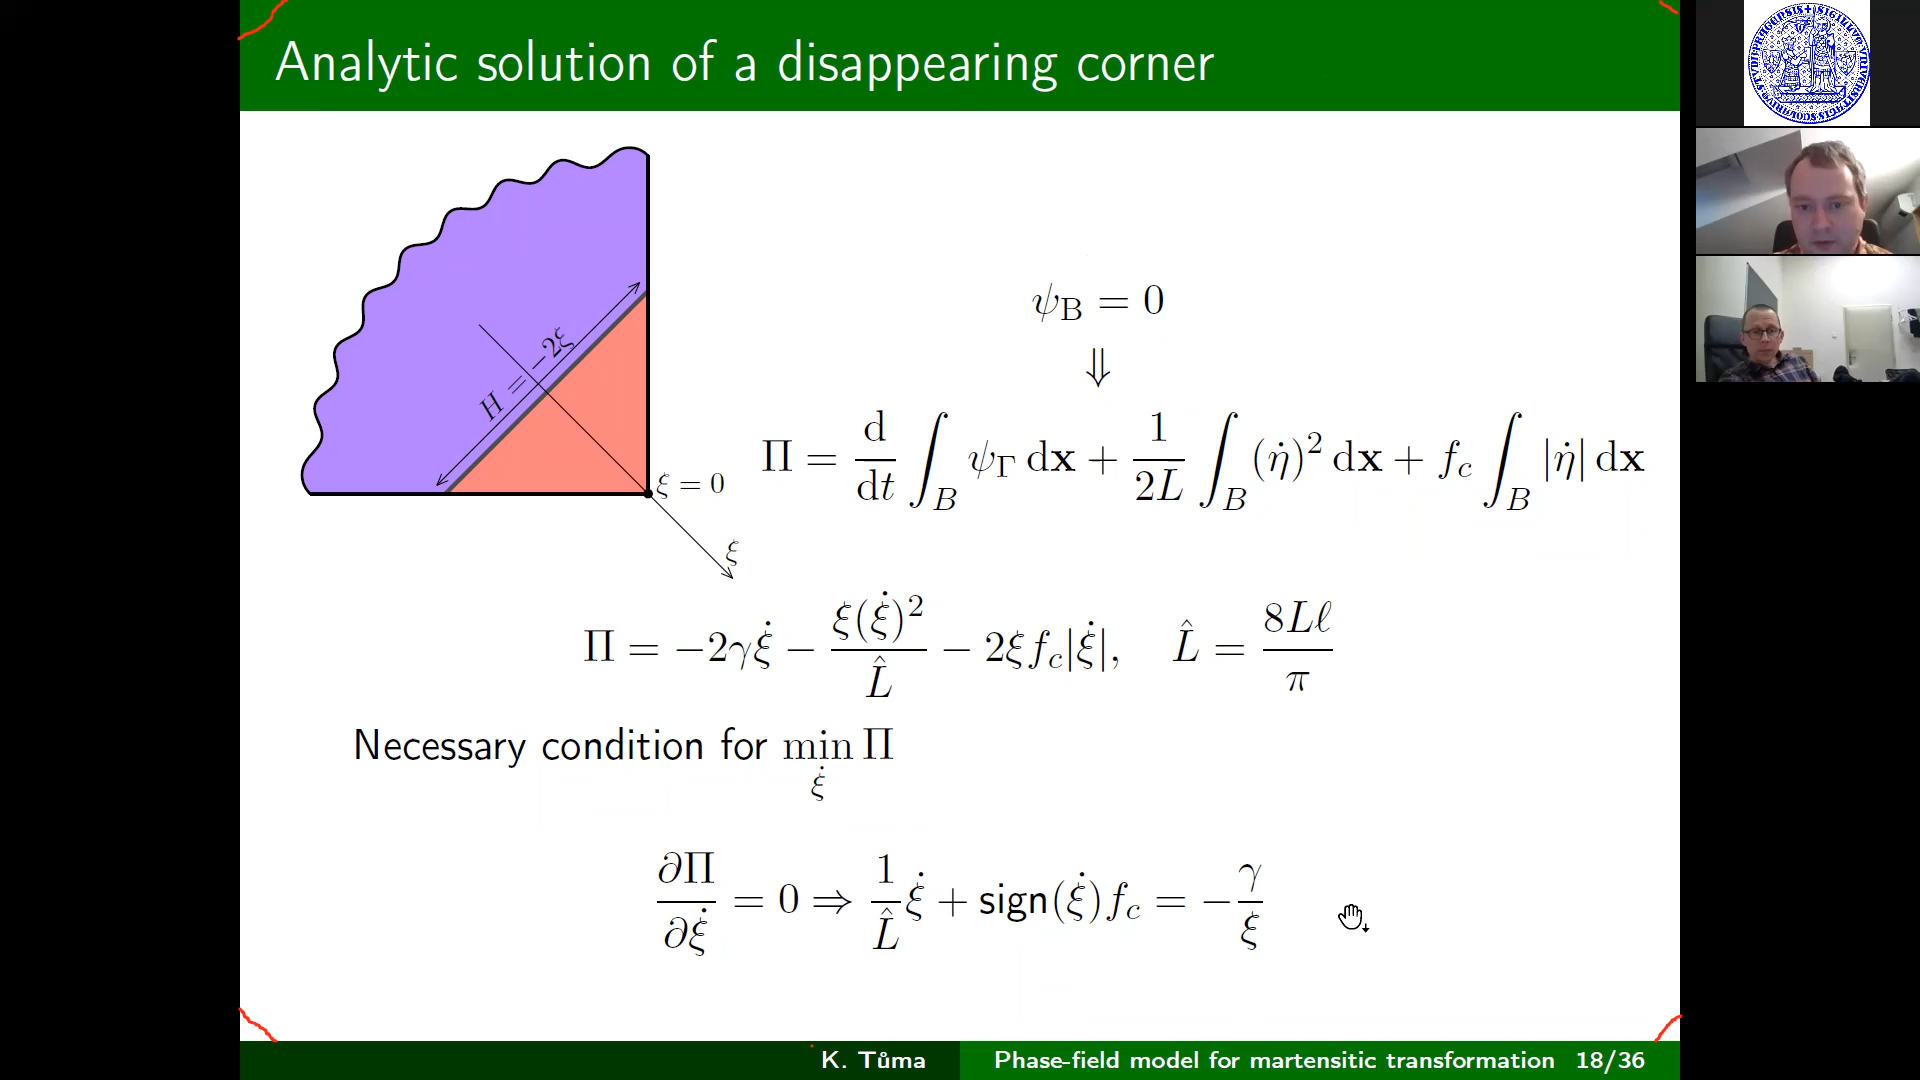 Analytic solution of a disappearing corner
H = −2ξ
ξ = 0
ξ
ψ_B = 0
⇓
Π = d/dt ∫_B ψ_Γ dx + 1/(2L) ∫_B (η̇)² dx + f_c ∫_B |η̇| dx
Π = −2γξ̇ − ξ(ξ̇)²/L̂ − 2ξf_c|ξ̇|, L̂ = 8Lℓ/π
Necessary condition for min_ξ̇ Π
∂Π/∂ξ̇ = 0 ⇒ 1/L̂ ξ̇ + sign(ξ̇)f_c = −γ/ξ
K. Tůma Phase-field model for martensitic transformation 18/36